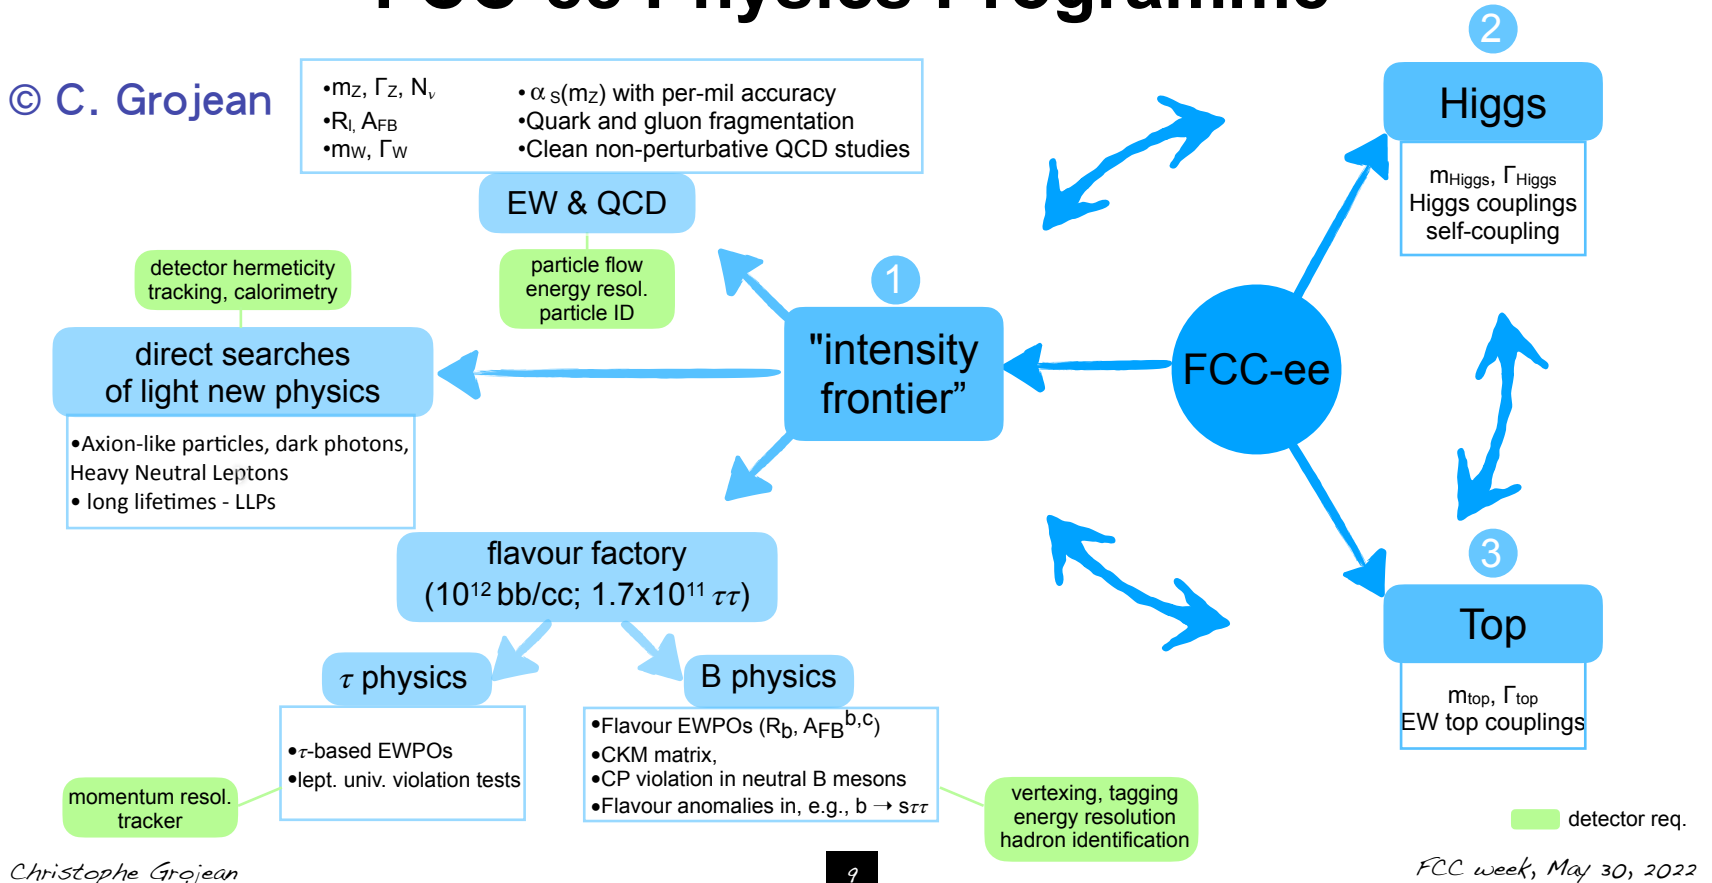 FCC-ee Physics Programme
© C. Grojean
•mZ, ΓZ, Nν
•Rl, AFB
•mW, ΓW
• αS(mZ) with per-mil accuracy
•Quark and gluon fragmentation
•Clean non-perturbative QCD studies
EW & QCD
particle flow
energy resol.
particle ID
detector hermeticity
tracking, calorimetry
direct searches
of light new physics
•Axion-like particles, dark photons,
Heavy Neutral Leptons
• long lifetimes - LLPs
1
"intensity
frontier”
FCC-ee
2
Higgs
mHiggs, ΓHiggs
Higgs couplings
self-coupling
3
Top
mtop, Γtop
EW top couplings
flavour factory
(10¹² bb/cc; 1.7x10¹¹ ττ)
τ physics
•τ-based EWPOs
•lept. univ. violation tests
momentum resol.
tracker
B physics
•Flavour EWPOs (Rb, AFBb,c)
•CKM matrix,
•CP violation in neutral B mesons
•Flavour anomalies in, e.g., b → sττ
vertexing, tagging
energy resolution
hadron identification
detector req.
Christophe Grojean
9
FCC week, May 30, 2022